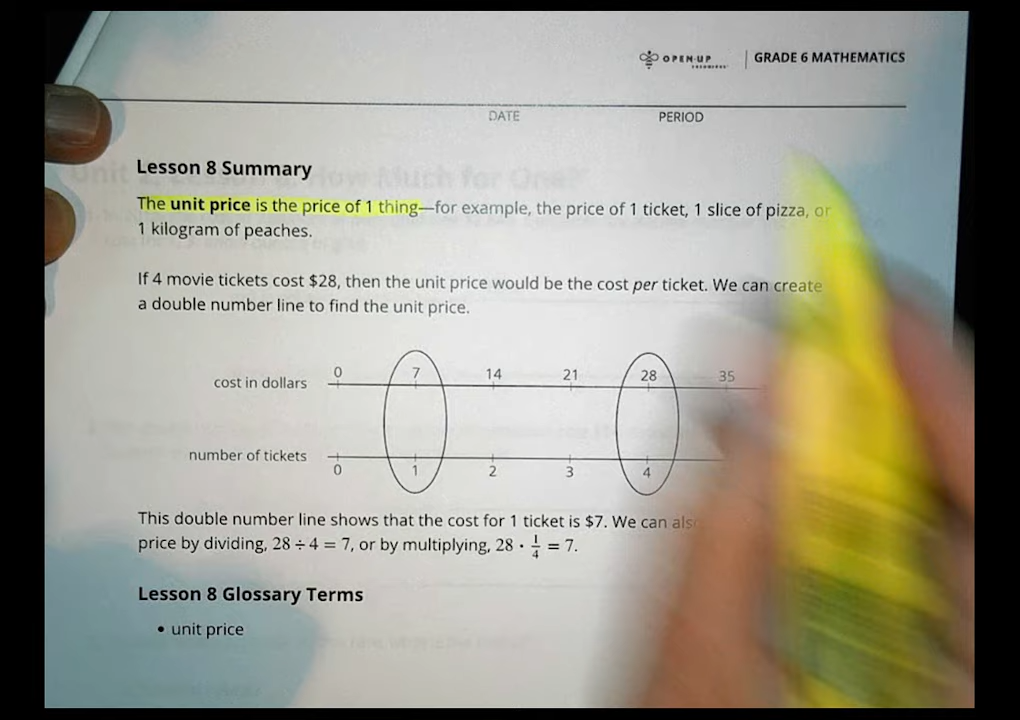 OPEN-UP GRADE 6 MATHEMATICS
DATE PERIOD
Lesson 8 Summary
The unit price is the price of 1 thing—for example, the price of 1 ticket, 1 slice of pizza, or
1 kilogram of peaches.
If 4 movie tickets cost $28, then the unit price would be the cost per ticket. We can create
a double number line to find the unit price.
cost in dollars 0 7 14 21 28 35
number of tickets 0 1 2 3 4
This double number line shows that the cost for 1 ticket is $7. We can
price by dividing, 28 ÷ 4 = 7, or by multiplying, 28 · 1/4 = 7.
Lesson 8 Glossary Terms
• unit price